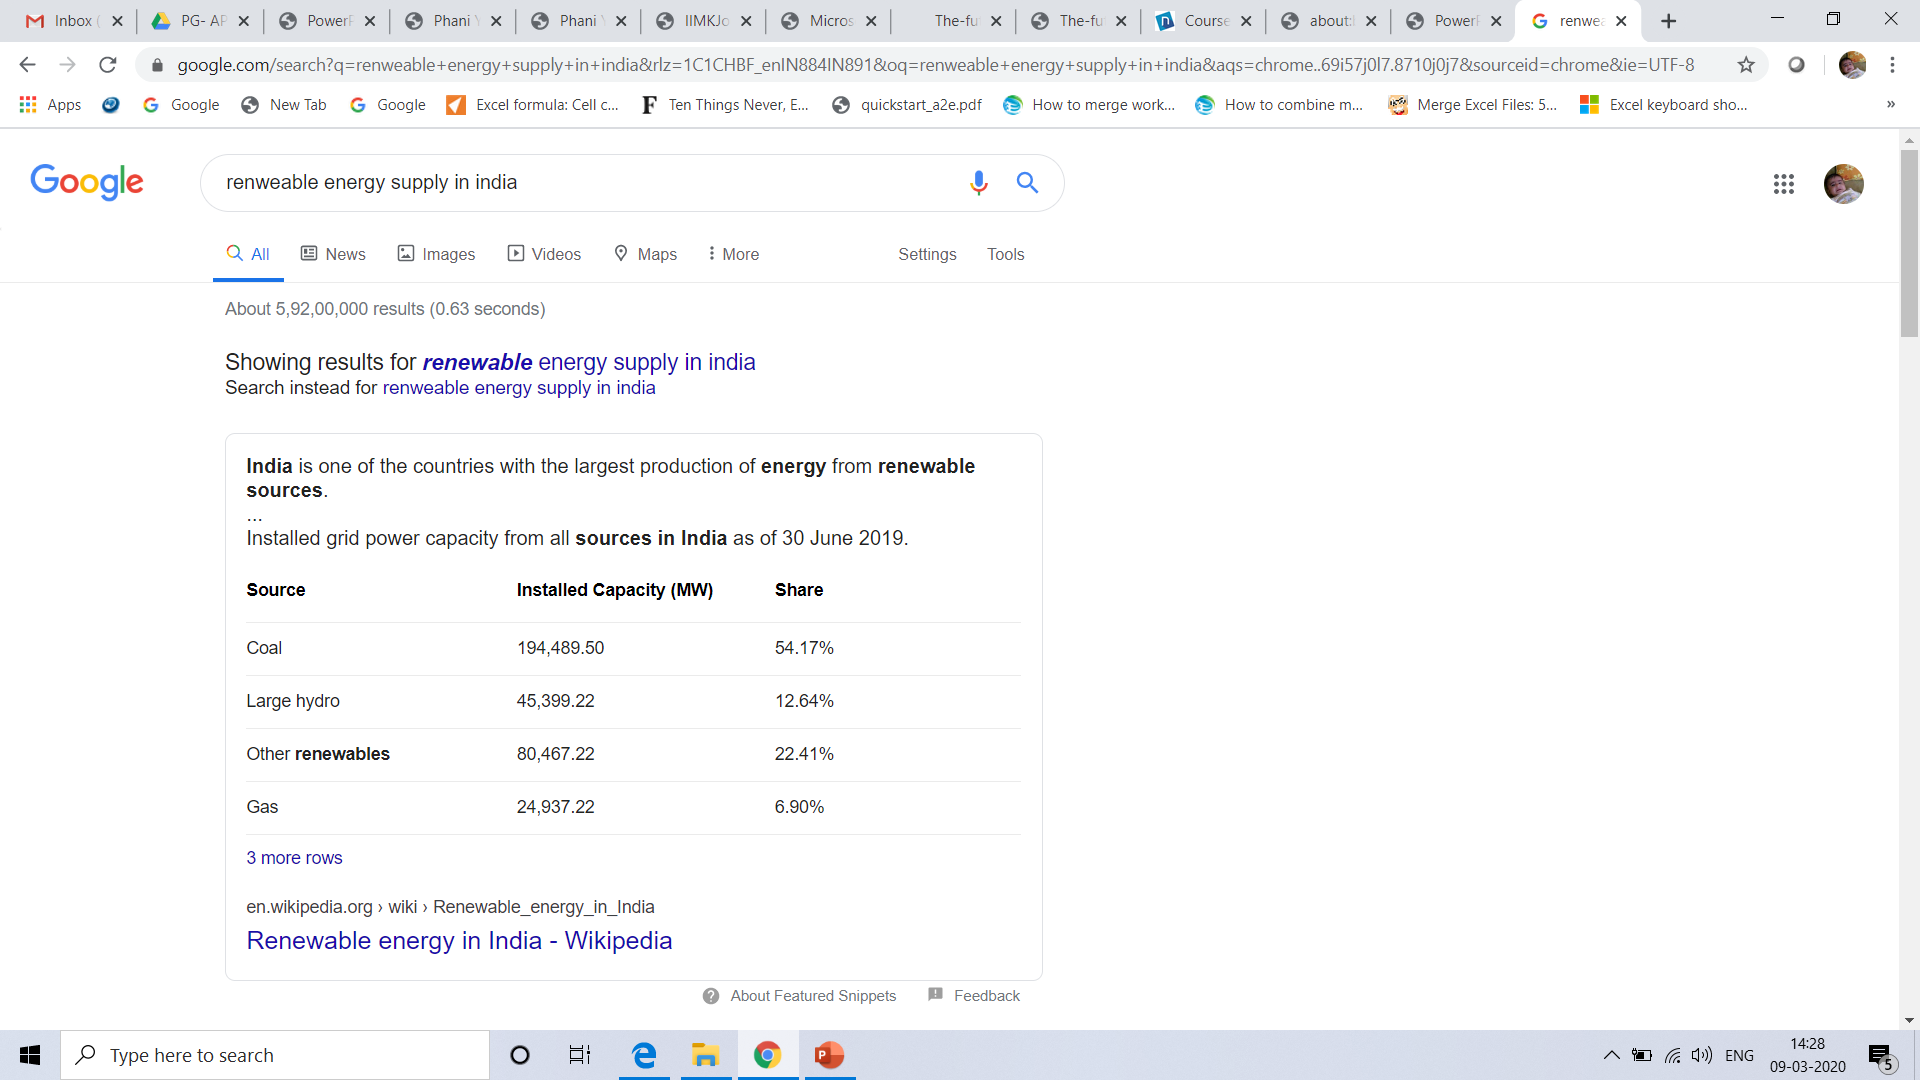 Inbox (
PG- AP
PowerP
Phani Y
Phani Y
IIMKJo
Micros
The-fu
The-fu
Course
about:
PowerP
renwea
google.com/search?q=renweable+energy+supply+in+india&rlz=1C1CHBF_enIN884IN891&oq=renweable+energy+supply+in+india&aqs=chrome..69i57j0l7.8710j0j7&sourceid=chrome&ie=UTF-8
Apps
Google
New Tab
Google
Excel formula: Cell c...
Ten Things Never, E...
quickstart_a2e.pdf
How to merge work...
How to combine m...
Merge Excel Files: 5...
Excel keyboard sho...
»
Google
renweable energy supply in india
All News Images Videos Maps More Settings Tools
About 5,92,00,000 results (0.63 seconds)
Showing results for renewable energy supply in india
Search instead for renweable energy supply in india
India is one of the countries with the largest production of energy from renewable
sources.
...
Installed grid power capacity from all sources in India as of 30 June 2019.
Source Installed Capacity (MW) Share
Coal 194,489.50 54.17%
Large hydro 45,399.22 12.64%
Other renewables 80,467.22 22.41%
Gas 24,937.22 6.90%
3 more rows
en.wikipedia.org › wiki › Renewable_energy_in_India
Renewable energy in India - Wikipedia
About Featured Snippets Feedback
Type here to search
ENG
14:28
09-03-2020
5